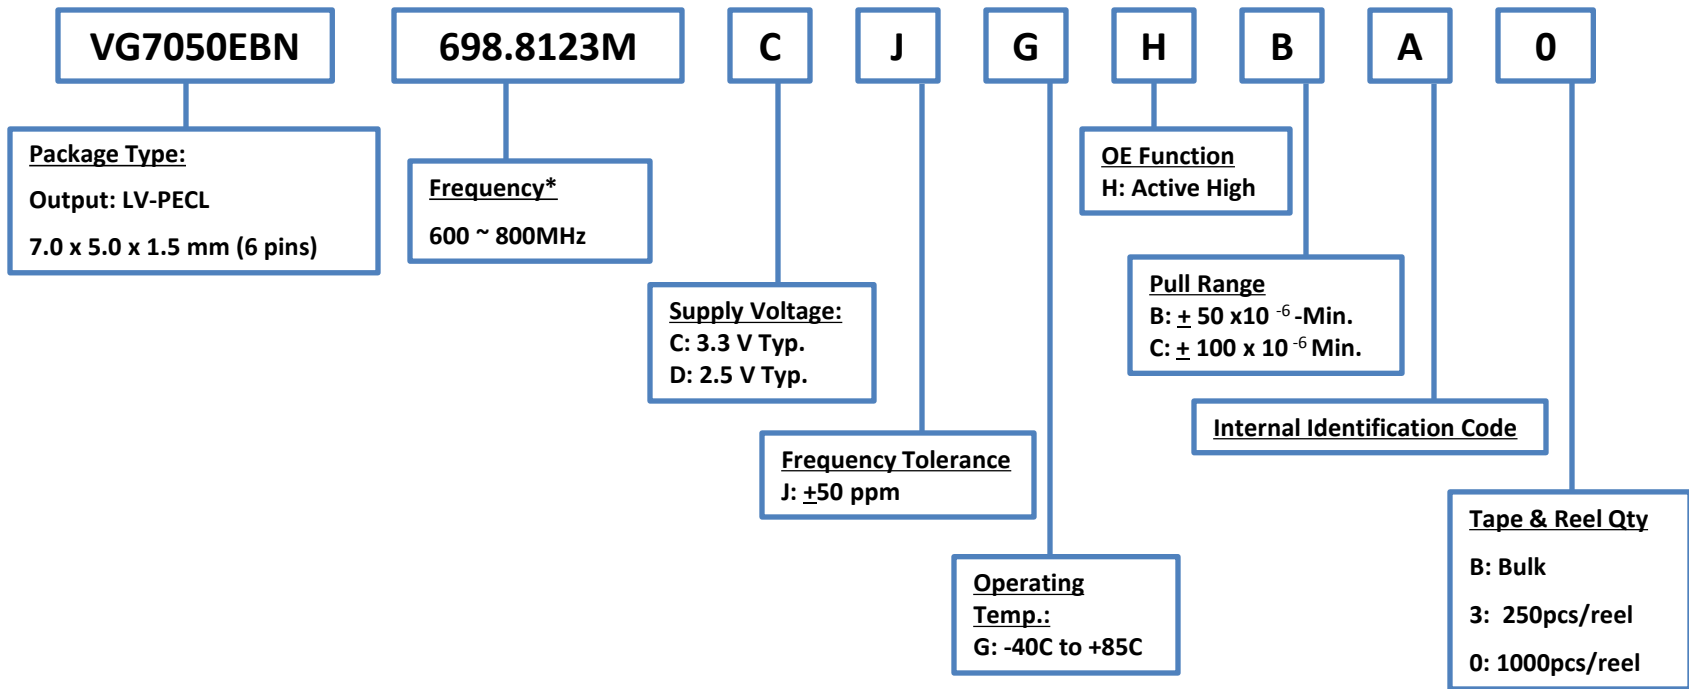 VG7050EBN 698.8123M C J G H B A 0
Package Type:
Output: LV-PECL
7.0 x 5.0 x 1.5 mm (6 pins)
Frequency*
600 ~ 800MHz
Supply Voltage:
C: 3.3 V Typ.
D: 2.5 V Typ.
Frequency Tolerance
J: ±50 ppm
Operating
Temp.:
G: -40C to +85C
OE Function
H: Active High
Pull Range
B: ± 50 x10 ⁻⁶ -Min.
C: ± 100 x 10 ⁻⁶ Min.
Internal Identification Code
Tape & Reel Qty
B: Bulk
3: 250pcs/reel
0: 1000pcs/reel